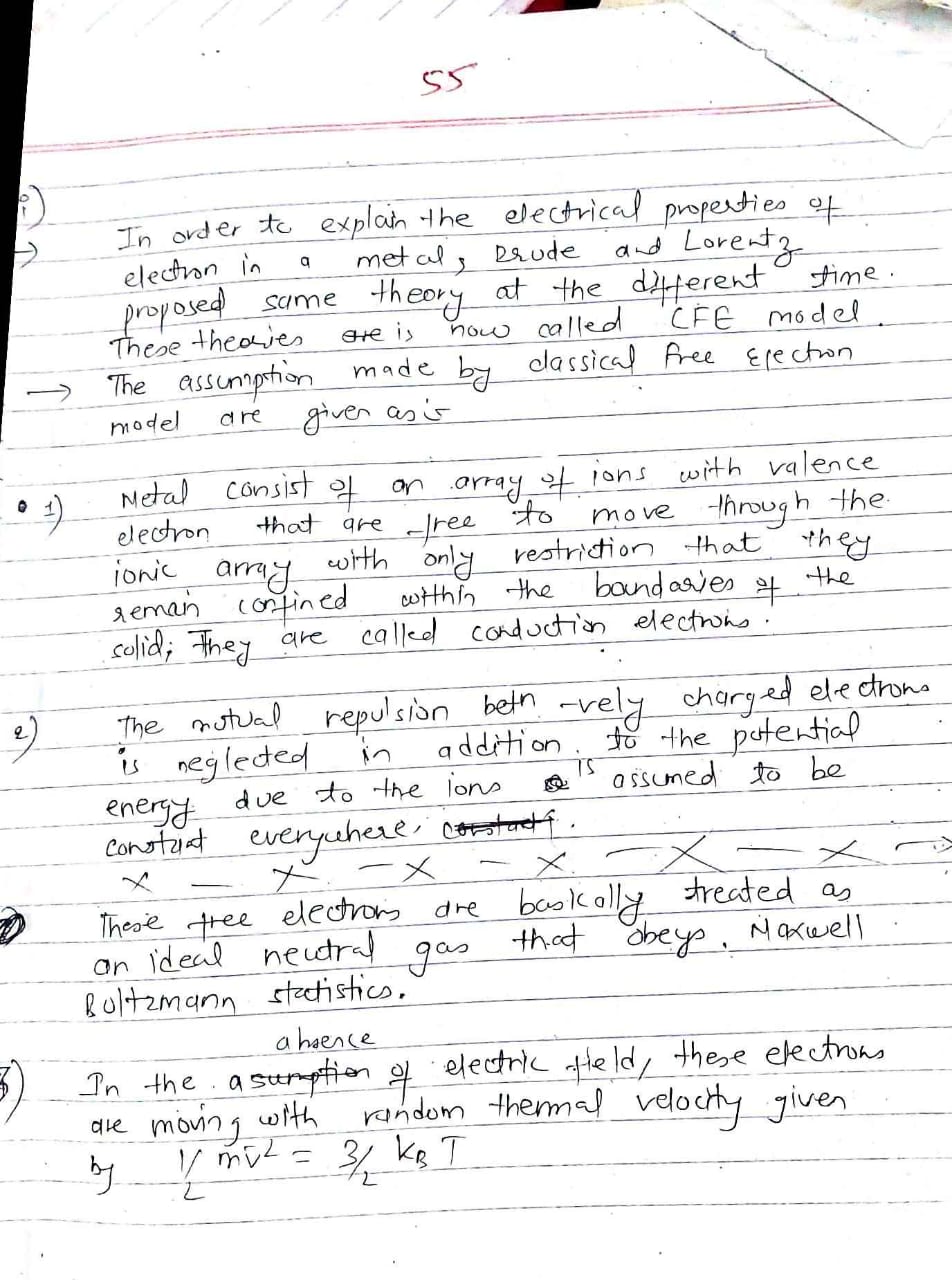 55
i)
→ In order to explain the electrical properties of
electron in a metal, Drude and Lorentz
proposed same theory at the different time.
These theories are is now called CFE model.
→ The assumption made by classical free Electron
model are given as is
1) Metal consist of an array of ions with valence
electron that are free to move through the
ionic array with only restriction that they
reman confined within the boundaries of the
solid; They are called conduction electrons.
2) The mutual repulsion betn -vely charged electrons
is neglected in addition. to the potential
energy due to the ions is assumed to be
constant everywhere, constant.
x – x – x – x – x – x –
These free electrons are basically treated as
an ideal neutral gas that obeys. Maxwell
Boltzmann statistics.
absence
3) In the asumption of electric field, these electrons
are moving with random thermal velocity given
by 1/2 mv̄² = 3/2 kB T